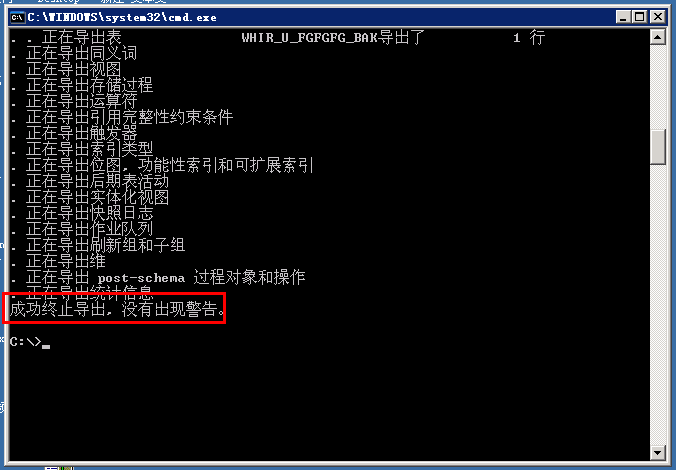 C:\WINDOWS\system32\cmd.exe
. . 正在导出表 WHIR_U_FGFGFG_BAK导出了 1 行
. 正在导出同义词
. 正在导出视图
. 正在导出存储过程
. 正在导出运算符
. 正在导出引用完整性约束条件
. 正在导出触发器
. 正在导出索引类型
. 正在导出位图, 功能性索引和可扩展索引
. 正在导出后期表活动
. 正在导出实体化视图
. 正在导出快照日志
. 正在导出作业队列
. 正在导出刷新组和子组
. 正在导出维
. 正在导出 post-schema 过程对象和操作
. 正在导出统计信息
成功终止导出, 没有出现警告。
C:\>_